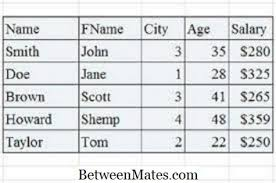 Name FName City Age Salary
Smith John 3 35 $280
Doe Jane 1 28 $325
Brown Scott 3 41 $265
Howard Shemp 4 48 $359
Taylor Tom 2 22 $250
BetweenMates.com